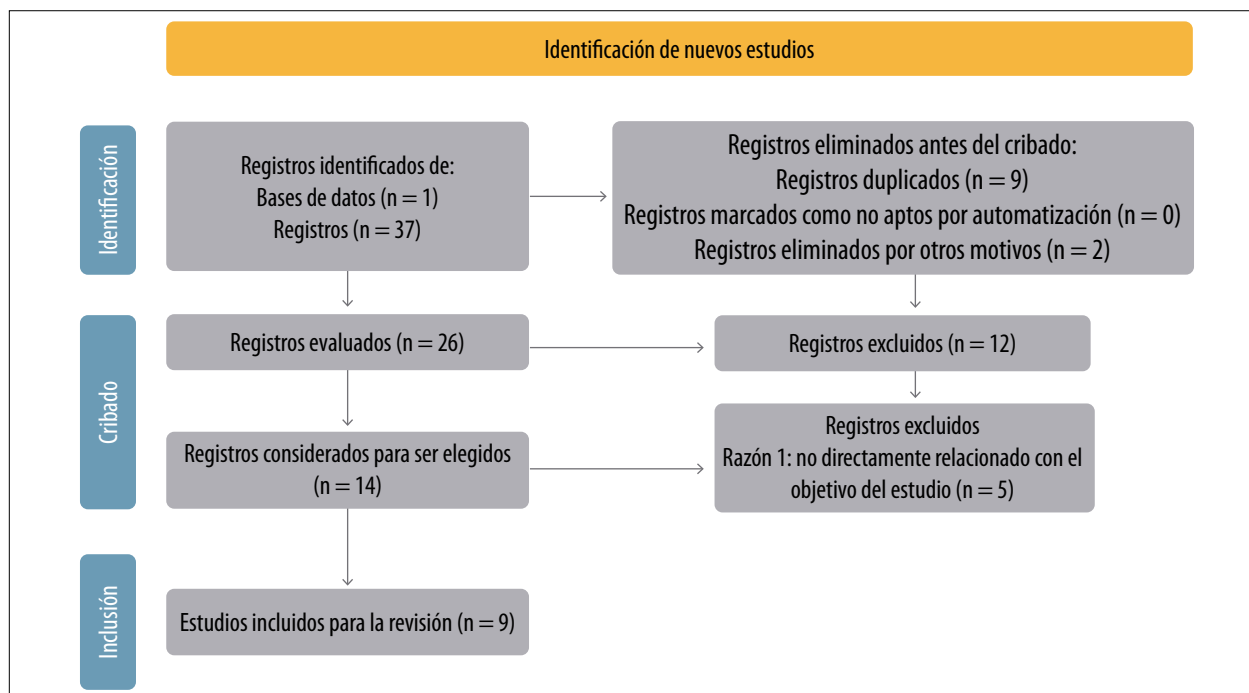 Identificación de nuevos estudios
Identificación
Registros identificados de:
Bases de datos (n = 1)
Registros (n = 37)
Registros eliminados antes del cribado:
Registros duplicados (n = 9)
Registros marcados como no aptos por automatización (n = 0)
Registros eliminados por otros motivos (n = 2)
Cribado
Registros evaluados (n = 26)
Registros excluidos (n = 12)
Registros considerados para ser elegidos
(n = 14)
Registros excluidos
Razón 1: no directamente relacionado con el
objetivo del estudio (n = 5)
Inclusión
Estudios incluidos para la revisión (n = 9)